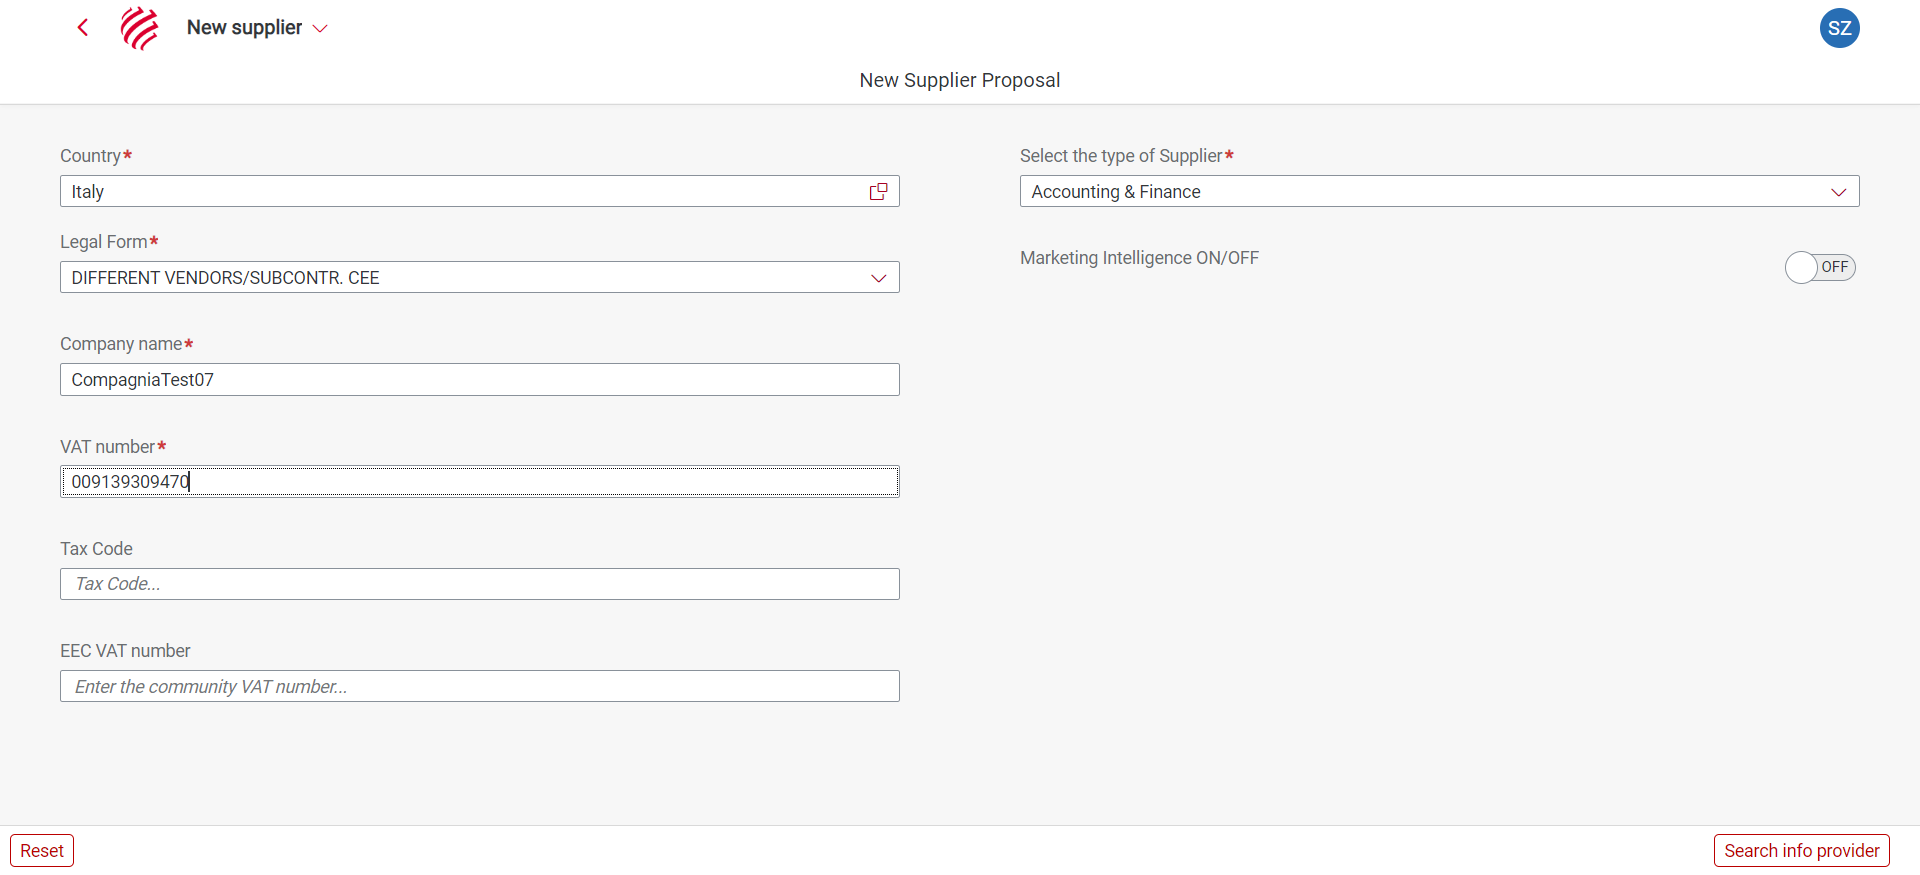 New supplier
SZ
New Supplier Proposal
Country*
Italy
Legal Form*
DIFFERENT VENDORS/SUBCONTR. CEE
Company name*
CompagniaTest07
VAT number*
009139309470
Tax Code
Tax Code...
EEC VAT number
Enter the community VAT number...
Select the type of Supplier*
Accounting & Finance
Marketing Intelligence ON/OFF
OFF
Reset
Search info provider